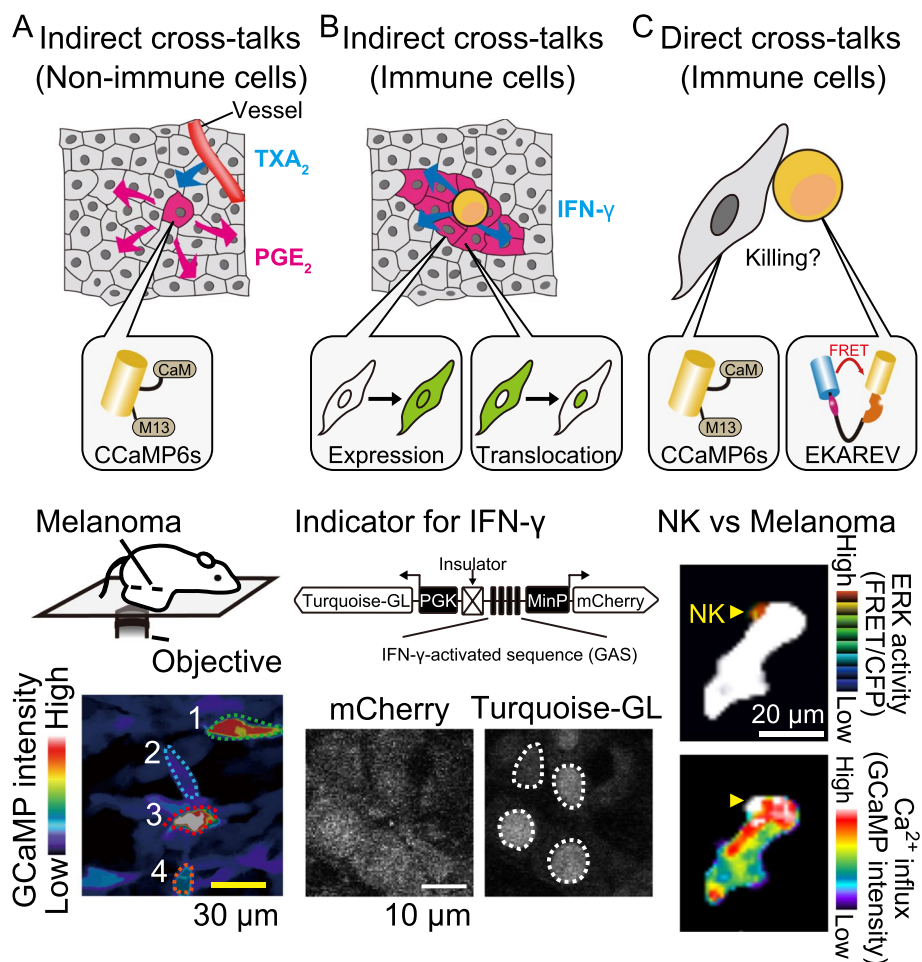 A Indirect cross-talks
(Non-immune cells)
Vessel
TXA2
PGE2
CaM
M13
CCaMP6s
B Indirect cross-talks
(Immune cells)
IFN-γ
Expression
Translocation
C Direct cross-talks
(Immune cells)
Killing?
CaM
M13
CCaMP6s
FRET
EKAREV
Melanoma
Objective
GCaMP intensity
Low High
1
2
3
4
30 µm
Indicator for IFN-γ
Insulator
Turquoise-GL PGK MinP mCherry
IFN-γ-activated sequence (GAS)
mCherry
Turquoise-GL
10 µm
NK vs Melanoma
NK
20 µm
High
Low
ERK activity
(FRET/CFP)
High
Low
Ca2+ influx
(GCaMP intensity)